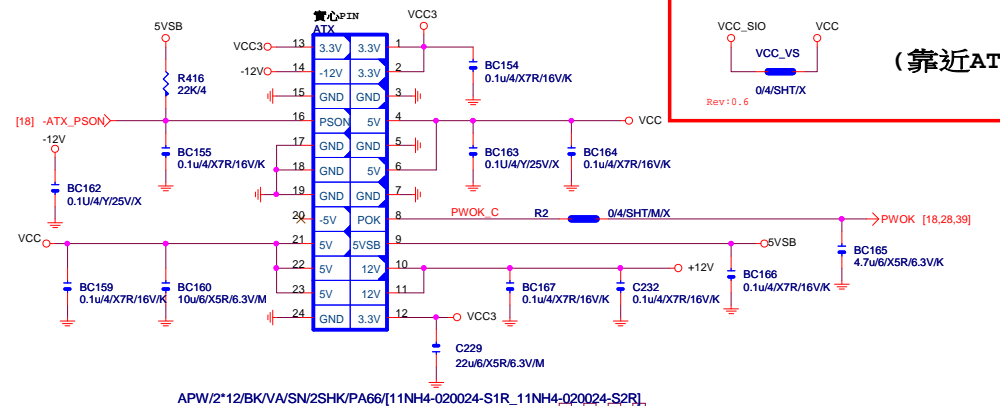 實心PIN
ATX
5VSB
VCC3
VCC3
13 3.3V 3.3V 1
-12V
14 -12V 3.3V 2
15 GND GND 3
16 PSON 5V 4
17 GND GND 5
18 GND 5V 6
19 GND GND 7
20 -5V POK 8
21 5V 5VSB 9
22 5V 12V 10
23 5V 12V 11
24 GND 3.3V 12
R416
22K/4
[18] -ATX_PSON
-12V
BC155
0.1u/4/X7R/16V/K
BC162
0.1U/4/Y/25V/X
VCC
BC159
0.1u/4/X7R/16V/K
BC160
10u/6/X5R/6.3V/M
BC154
0.1u/4/X7R/16V/K
VCC
BC163
0.1U/4/Y/25V/X
BC164
0.1u/4/X7R/16V/K
PWOK_C
R2
0/4/SHT/M/X
PWOK [18,28,39]
5VSB
BC165
4.7u/6/X5R/6.3V/K
+12V
BC167
0.1u/4/X7R/16V/K
C232
0.1u/4/X7R/16V/K
BC166
0.1u/4/X7R/16V/K
VCC3
C229
22u/6/X5R/6.3V/M
VCC_SIO
VCC
VCC_VS
0/4/SHT/X
Rev:0.6
(靠近AT
APW/2*12/BK/VA/SN/2SHK/PA66/[11NH4-020024-S1R_11NH4-020024-S2R]